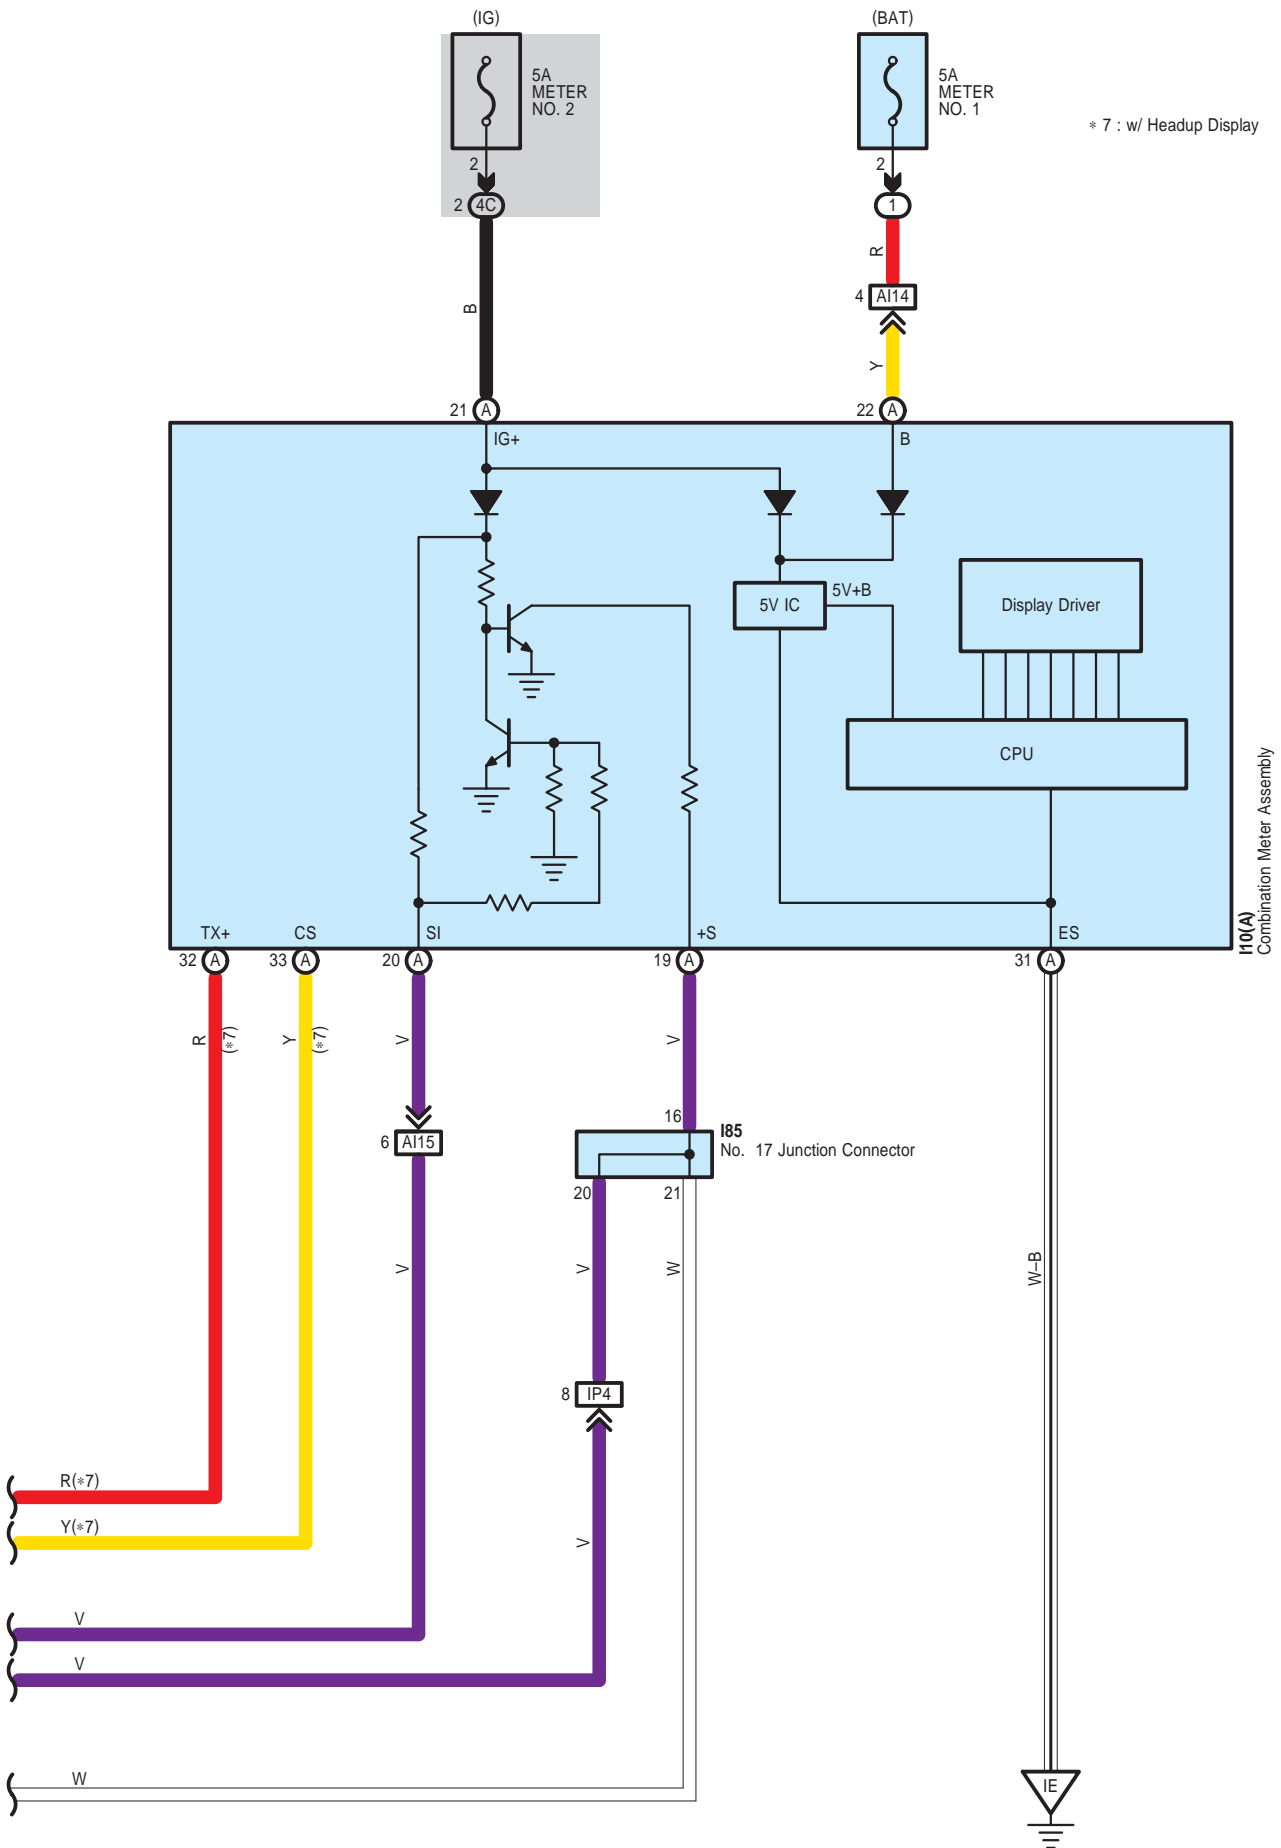 (IG)
(BAT)
5A
METER
NO. 2
5A
METER
NO. 1
* 7 : w/ Headup Display
2
2
2
4C
1
R
4
AI14
B
Y
21
A
22
A
IG+
B
5V IC
5V+B
Display Driver
CPU
I10(A)
Combination Meter Assembly
TX+
CS
SI
+S
ES
32
A
33
A
20
A
19
A
31
A
R
(*7)
Y
(*7)
V
V
16
I85
No. 17 Junction Connector
6
AI15
20
21
V
V
W
W–B
8
IP4
R(*7)
Y(*7)
V
V
V
W
IE